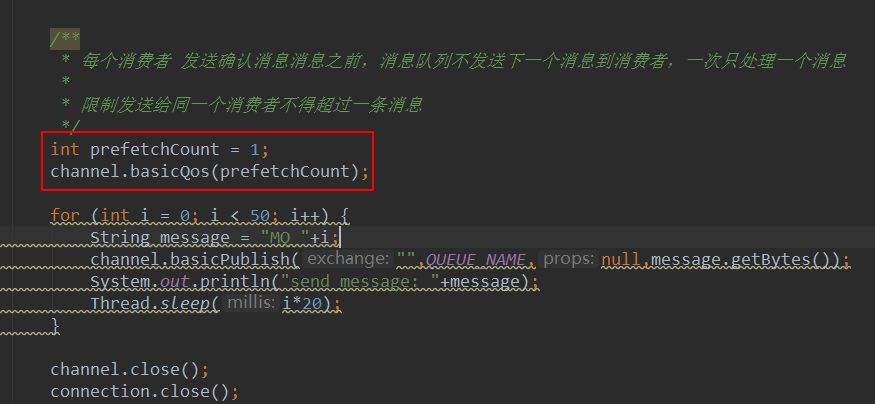 /**
* 每个消费者 发送确认消息消息之前，消息队列不发送下一个消息到消费者，一次只处理一个消息
*
* 限制发送给同一个消费者不得超过一条消息
*/
int prefetchCount = 1;
channel.basicQos(prefetchCount);
for (int i = 0; i < 50; i++) {
String message = "MQ "+i;
channel.basicPublish( exchange: "",QUEUE_NAME, props: null,message.getBytes());
System.out.println("send message: "+message);
Thread.sleep( millis: i*20);
}
channel.close();
connection.close();